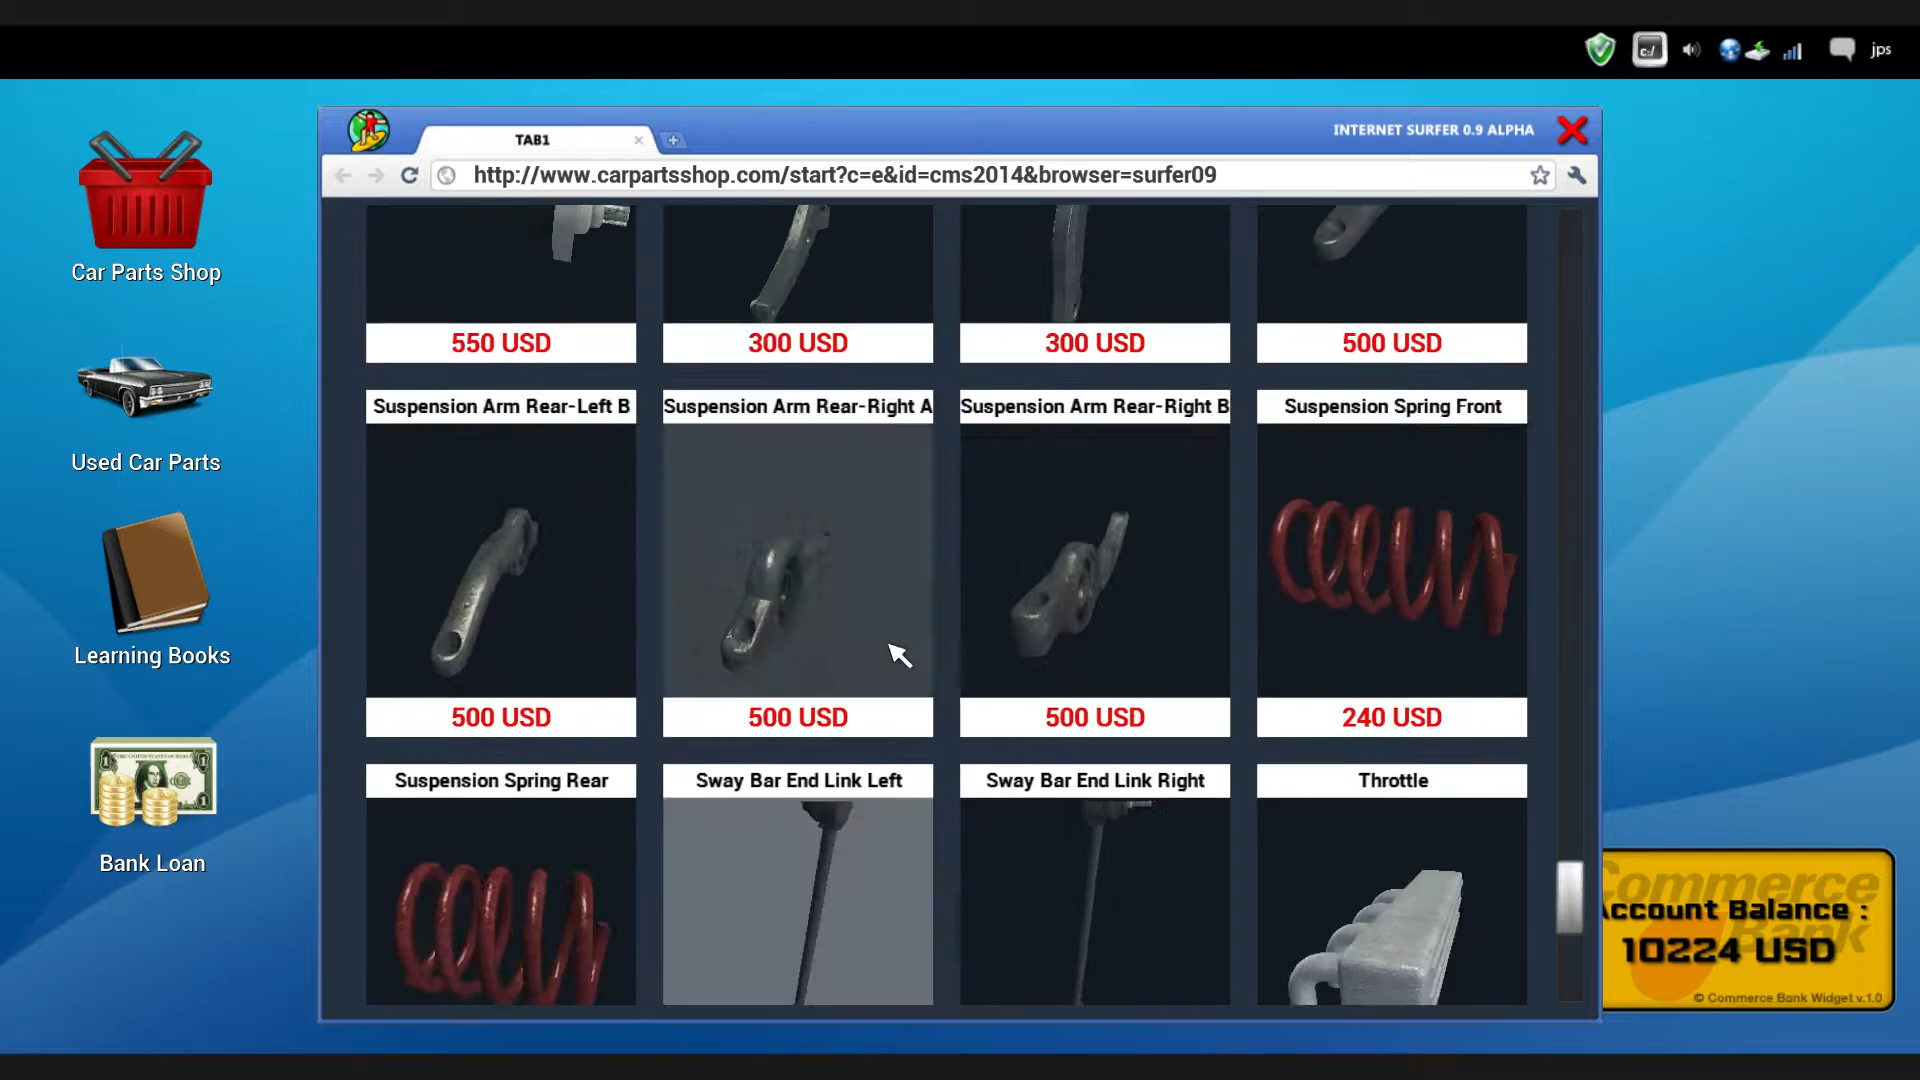 jps
TAB1
INTERNET SURFER 0.9 ALPHA
http://www.carpartsshop.com/start?c=e&id=cms2014&browser=surfer09
Car Parts Shop
Used Car Parts
Learning Books
Bank Loan
550 USD
300 USD
300 USD
500 USD
Suspension Arm Rear-Left B
Suspension Arm Rear-Right A
Suspension Arm Rear-Right B
Suspension Spring Front
500 USD
500 USD
500 USD
240 USD
Suspension Spring Rear
Sway Bar End Link Left
Sway Bar End Link Right
Throttle
Commerce
Bank
Account Balance :
10224 USD
© Commerce Bank Widget v.1.0